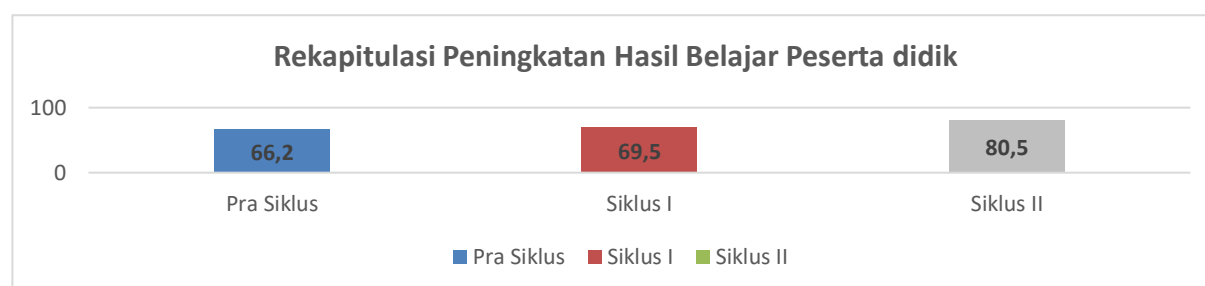 Rekapitulasi Peningkatan Hasil Belajar Peserta didik
100
66,2 69,5 80,5
0
Pra Siklus Siklus I Siklus II
Pra Siklus Siklus I Siklus II